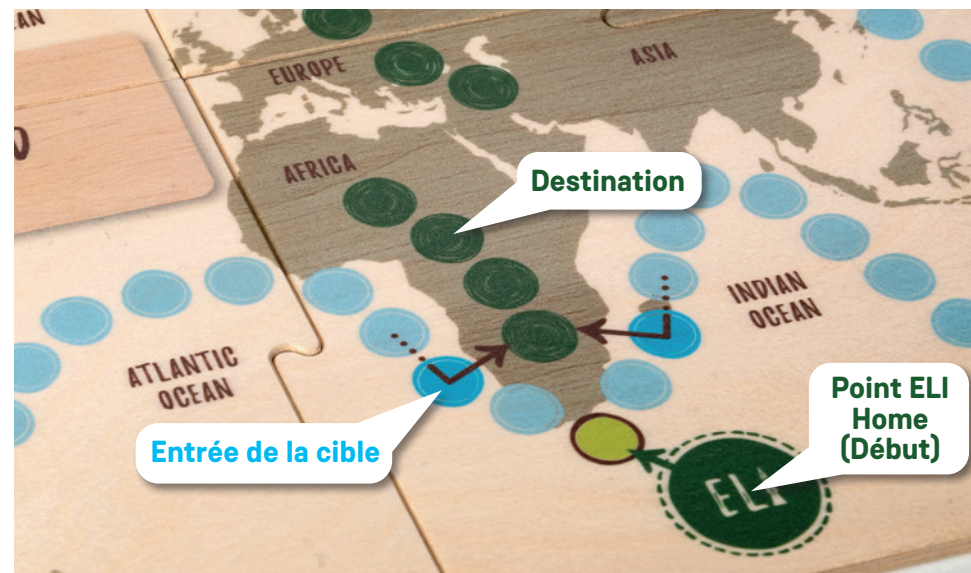 EUROPE
ASIA
AFRICA
Destination
INDIAN
OCEAN
ATLANTIC
OCEAN
Entrée de la cible
Point ELI
Home
(Début)
ELI